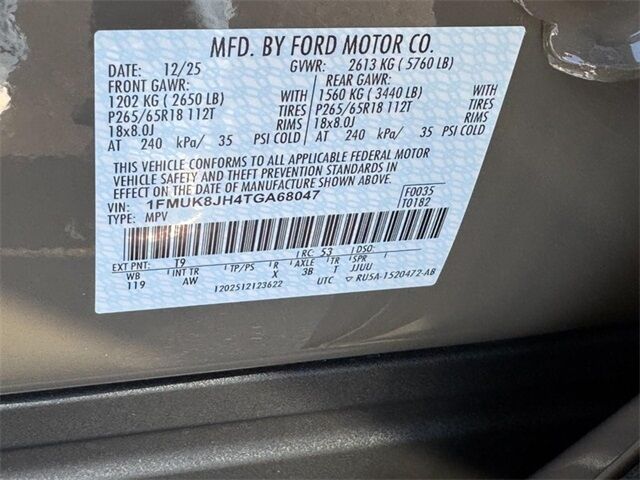 MFD. BY FORD MOTOR CO.
DATE: 12/25 GVWR: 2613 KG ( 5760 LB)
FRONT GAWR: REAR GAWR:
1202 KG ( 2650 LB) WITH 1560 KG ( 3440 LB) WITH
P265/65R18 112T TIRES P265/65R18 112T TIRES
18x8.0J RIMS 18x8.0J RIMS
AT 240 kPa/ 35 PSI COLD AT 240 kPa/ 35 PSI COLD
THIS VEHICLE CONFORMS TO ALL APPLICABLE FEDERAL MOTOR
VEHICLE SAFETY AND THEFT PREVENTION STANDARDS IN
EFFECT ON THE DATE OF MANUFACTURE SHOWN ABOVE.
VIN: 1FMUK8JH4TGA68047 F0035
TYPE: MPV T0182
EXT PNT: T9 RC: 53 DSO:
WB INT TR TP/PS R AXLE TR SPR
119 AW X 3B T JJUU
1202512123622 UTC ▽ RU5A-1520472-AB